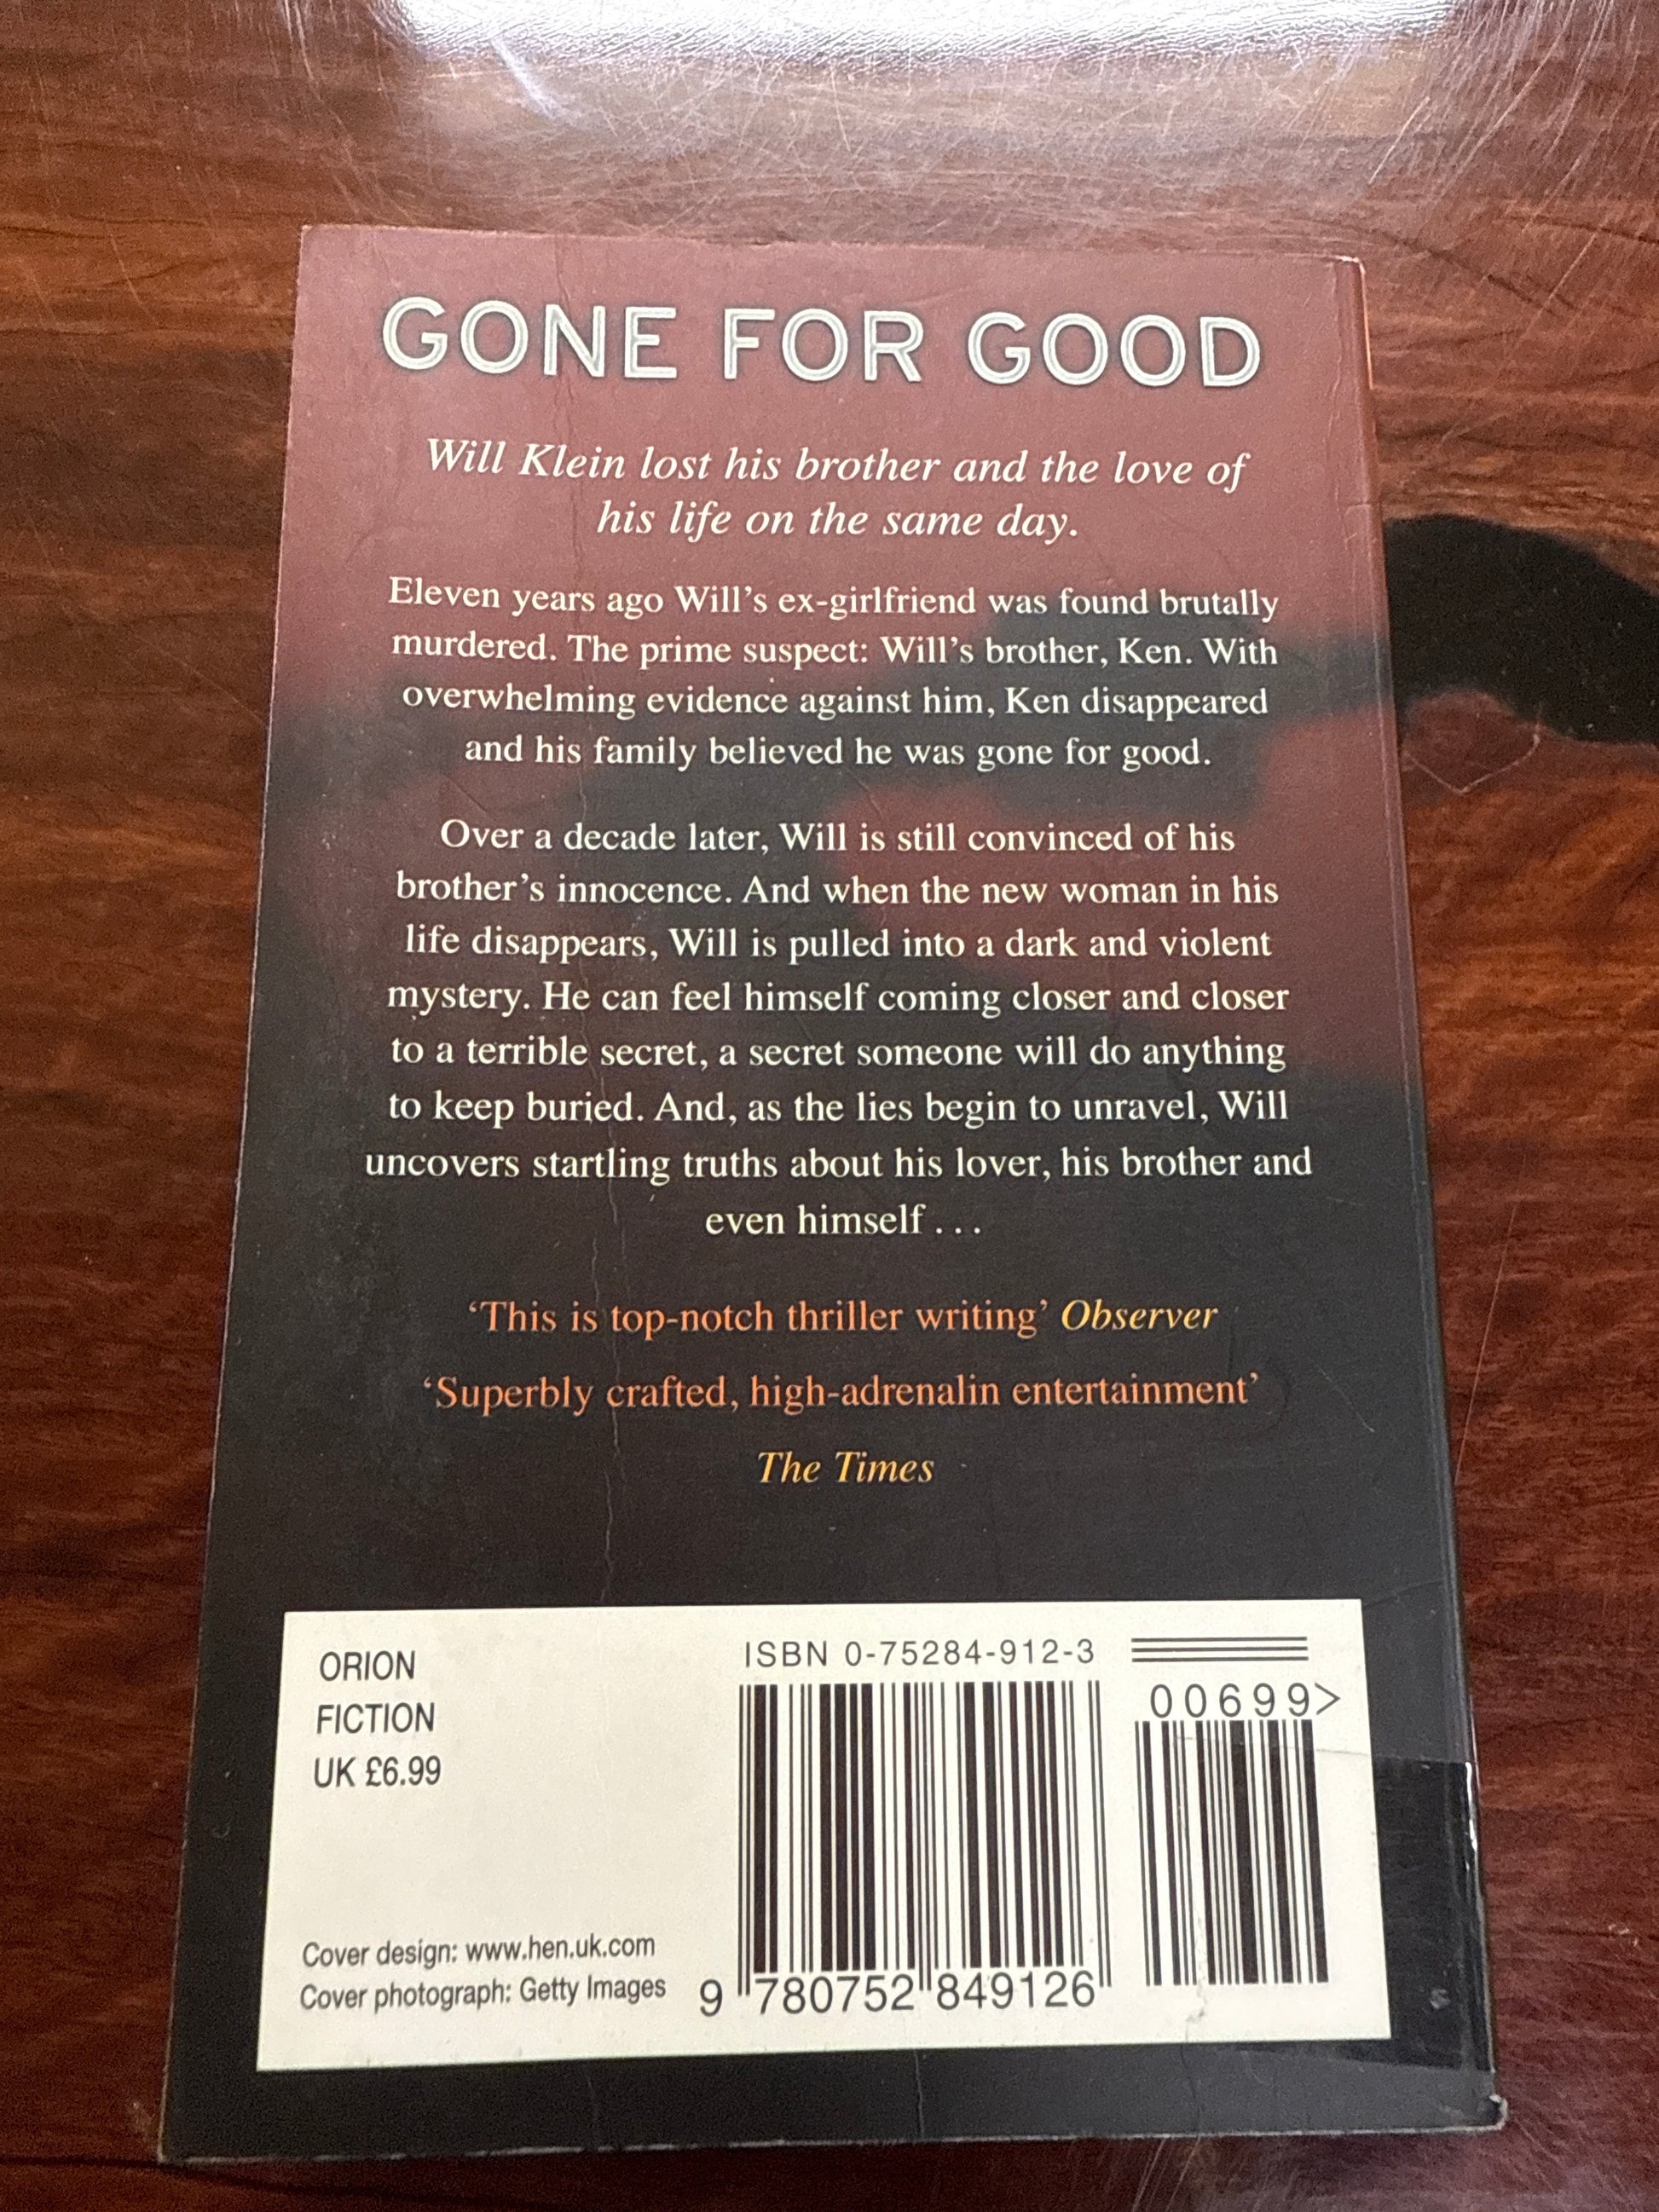 GONE FOR GOOD
Will Klein lost his brother and the love of
his life on the same day.
Eleven years ago Will's ex-girlfriend was found brutally
murdered. The prime suspect: Will's brother, Ken. With
overwhelming evidence against him, Ken disappeared
and his family believed he was gone for good.
Over a decade later, Will is still convinced of his
brother's innocence. And when the new woman in his
life disappears, Will is pulled into a dark and violent
mystery. He can feel himself coming closer and closer
to a terrible secret, a secret someone will do anything
to keep buried. And, as the lies begin to unravel, Will
uncovers startling truths about his lover, his brother and
even himself . . .
‘This is top-notch thriller writing’ Observer
‘Superbly crafted, high-adrenalin entertainment’
The Times
ORION
FICTION
UK £6.99
Cover design: www.hen.uk.com
Cover photograph: Getty Images
ISBN 0-75284-912-3
00699>
9 780752 849126